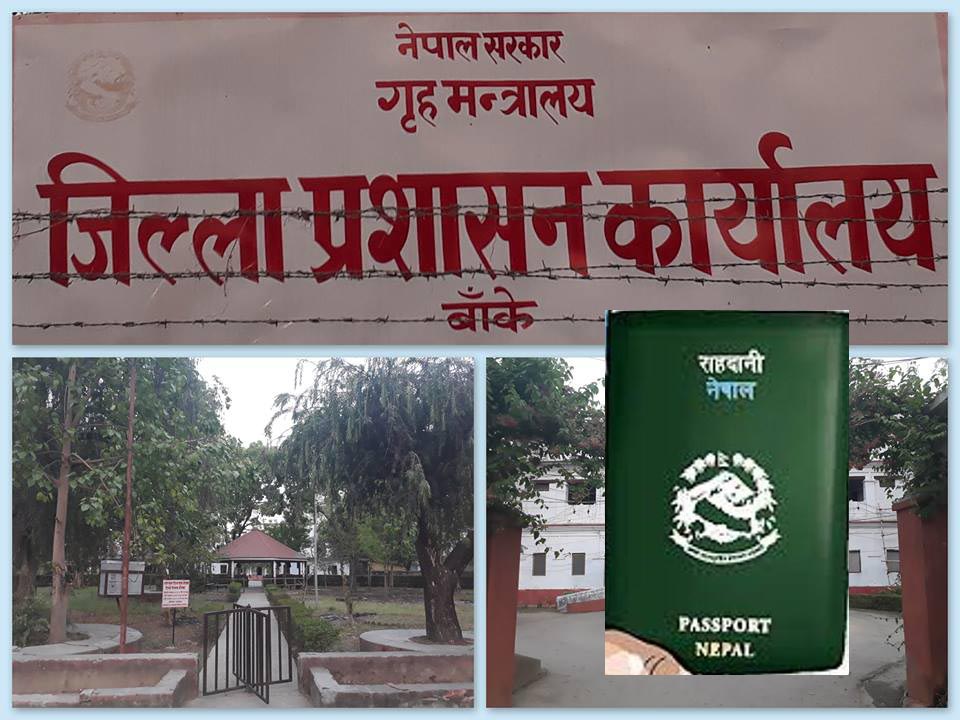 नेपाल सरकार
गृह मन्त्रालय
जिल्ला प्रशासन कार्यालय
बाँके
राहदानी
नेपाल
PASSPORT
NEPAL